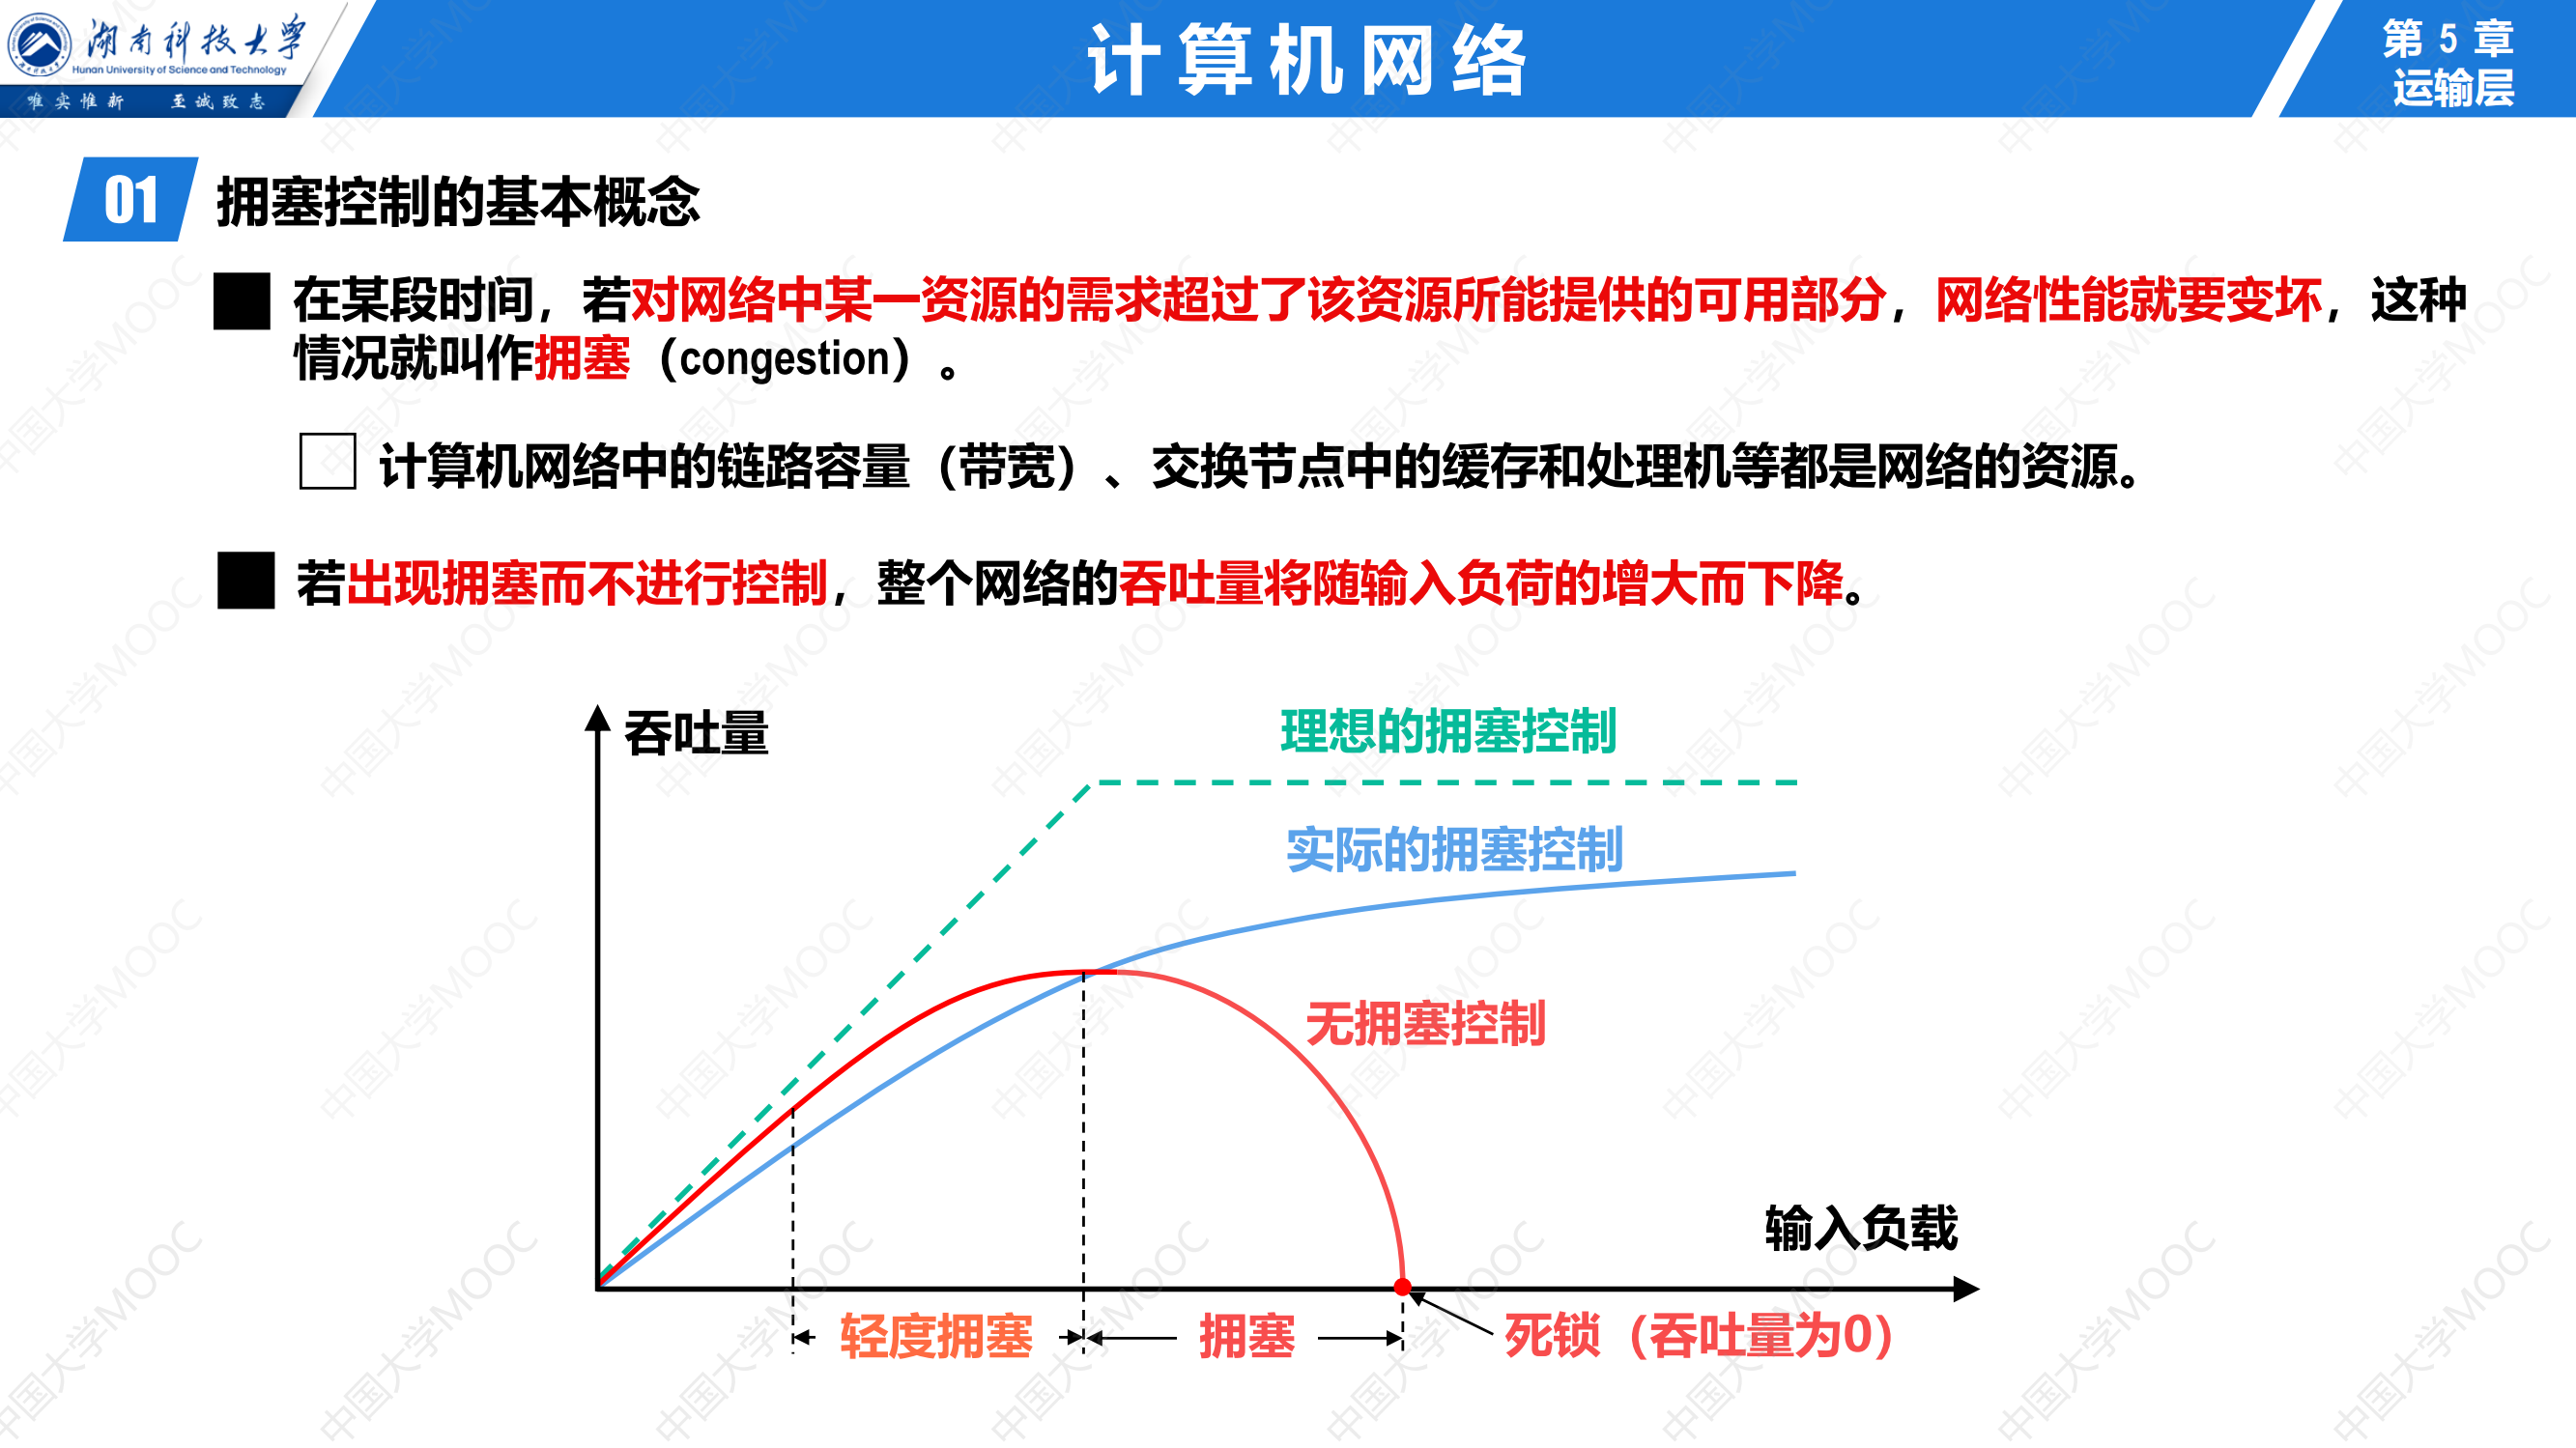 湖南科技大学
Hunan University of Science and Technology
唯实惟新 至诚致志
计算机网络
第 5 章
运输层
01 拥塞控制的基本概念
在某段时间，若对网络中某一资源的需求超过了该资源所能提供的可用部分，网络性能就要变坏，这种
情况就叫作拥塞（congestion）。
计算机网络中的链路容量（带宽）、交换节点中的缓存和处理机等都是网络的资源。
若出现拥塞而不进行控制，整个网络的吞吐量将随输入负荷的增大而下降。
吞吐量
理想的拥塞控制
实际的拥塞控制
无拥塞控制
输入负载
轻度拥塞
拥塞
死锁（吞吐量为0）
中国大学MOOC